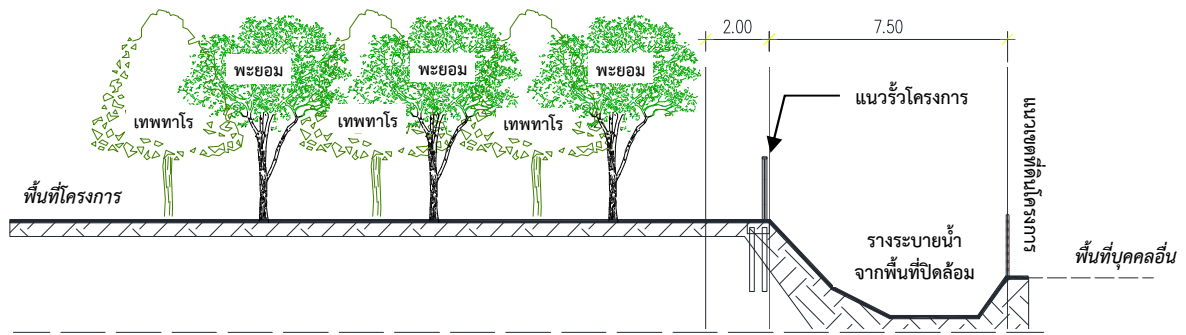 2.00
7.50
พะยอม
พะยอม
พะยอม
เทพทาโร
เทพทาโร
เทพทาโร
แนวรั้วโครงการ
แนวเขตที่ดินโครงการ
พื้นที่โครงการ
รางระบายน้ำ
จากพื้นที่ปิดล้อม
พื้นที่บุคคลอื่น